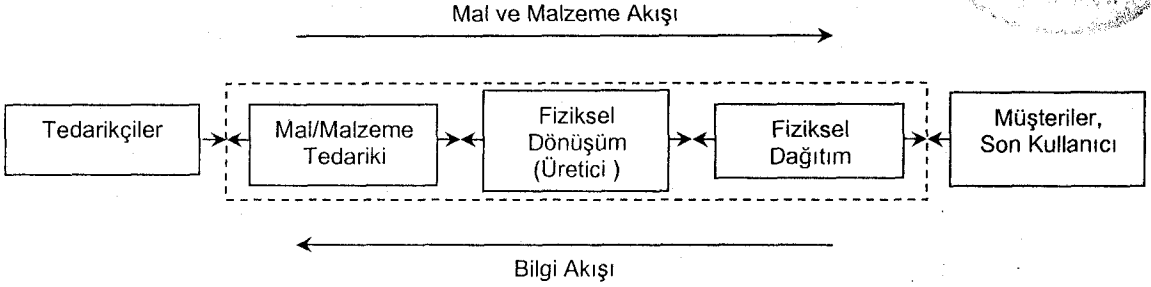 Mal ve Malzeme Akışı
Tedarikçiler
Mal/Malzeme
Tedariki
Fiziksel
Dönüşüm
(Üretici )
Fiziksel
Dağıtım
Müşteriler,
Son Kullanıcı
Bilgi Akışı